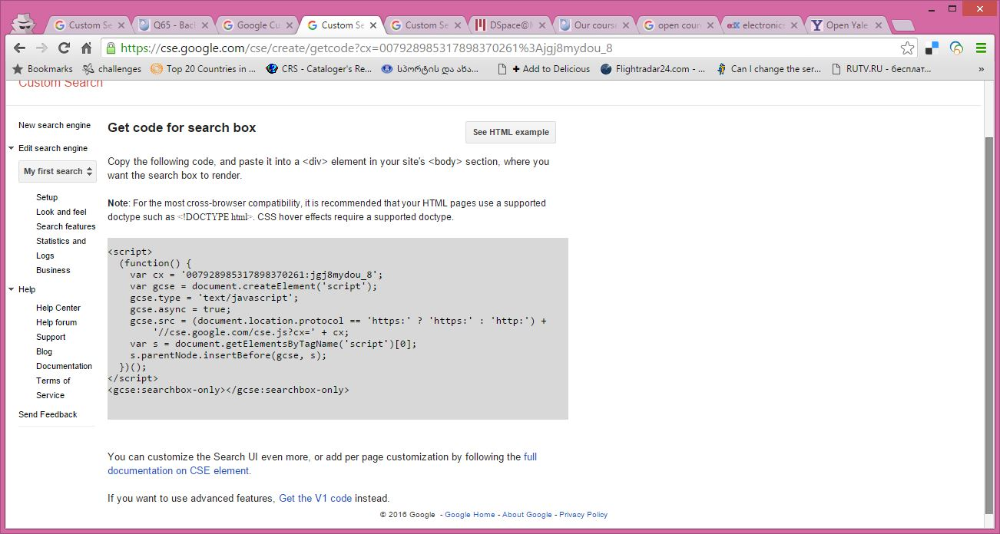 Custom Se
Q65 - Bacl
Google Cu
Custom Se
Custom Se
DSpace@M
Our course
open cour
edX electronics
Open Yale
https://cse.google.com/cse/create/getcode?cx=007928985317898370261%3Ajgj8mydou_8
Bookmarks challenges Top 20 Countries in ... CRS - Cataloger's Re... სპორტის და ახა... + Add to Delicious Flightradar24.com - ... Can I change the ser... RUTV.RU - бесплат... »
Custom Search
New search engine
Edit search engine
My first search
Setup
Look and feel
Search features
Statistics and
Logs
Business
Help
Help Center
Help forum
Support
Blog
Documentation
Terms of
Service
Send Feedback
Get code for search box
See HTML example
Copy the following code, and paste it into a <div> element in your site's <body> section, where you
want the search box to render.
Note: For the most cross-browser compatibility, it is recommended that your HTML pages use a supported
doctype such as <!DOCTYPE html>. CSS hover effects require a supported doctype.
<script>
  (function() {
    var cx = '007928985317898370261:jgj8mydou_8';
    var gcse = document.createElement('script');
    gcse.type = 'text/javascript';
    gcse.async = true;
    gcse.src = (document.location.protocol == 'https:' ? 'https:' : 'http:') +
        '//cse.google.com/cse.js?cx=' + cx;
    var s = document.getElementsByTagName('script')[0];
    s.parentNode.insertBefore(gcse, s);
  })();
</script>
<gcse:searchbox-only></gcse:searchbox-only>
You can customize the Search UI even more, or add per page customization by following the full
documentation on CSE element.
If you want to use advanced features, Get the V1 code instead.
© 2016 Google - Google Home - About Google - Privacy Policy